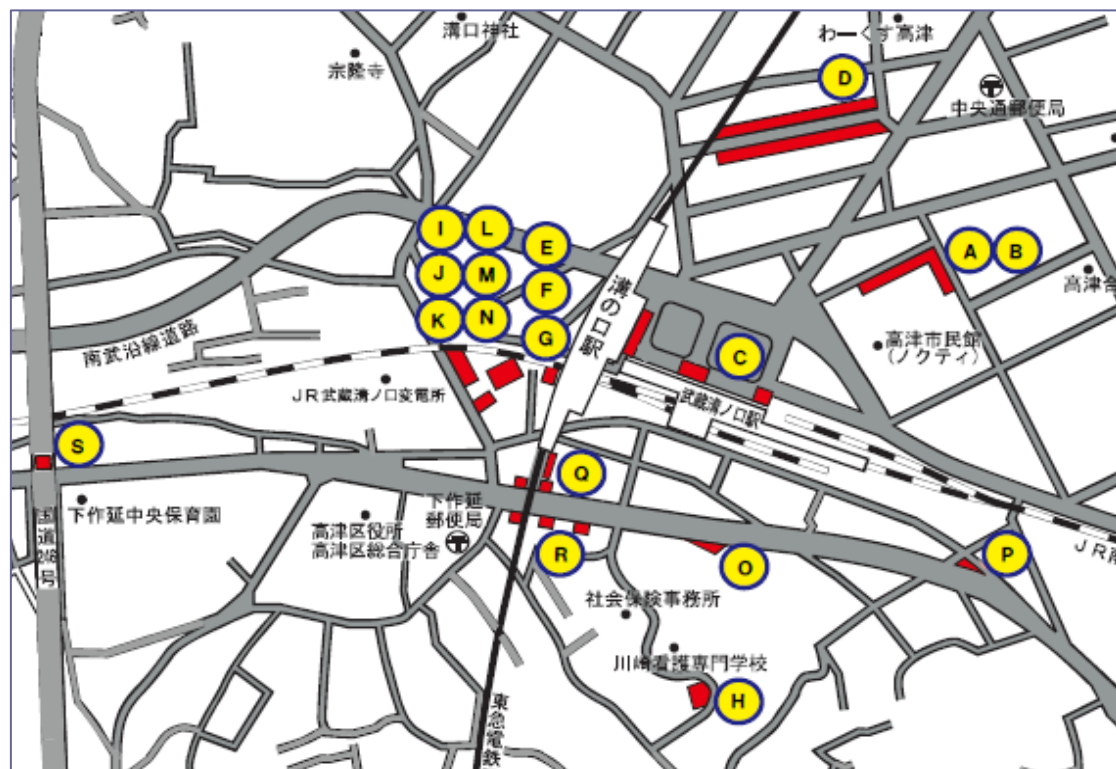 溝口神社
わーくす高津
宗隆寺
D
中央通郵便局
I
L
E
A
B
J
M
F
高津
K
N
G
溝の口駅
C
高津市民館
(ノクティ)
南武沿線道路
JR武蔵溝ノ口変電所
武蔵溝ノ口駅
S
Q
下作延中央保育園
下作延
郵便局
高津区役所
高津区総合庁舎
国道246号
R
O
P
JR南
社会保険事務所
川崎看護専門学校
H
東急電鉄